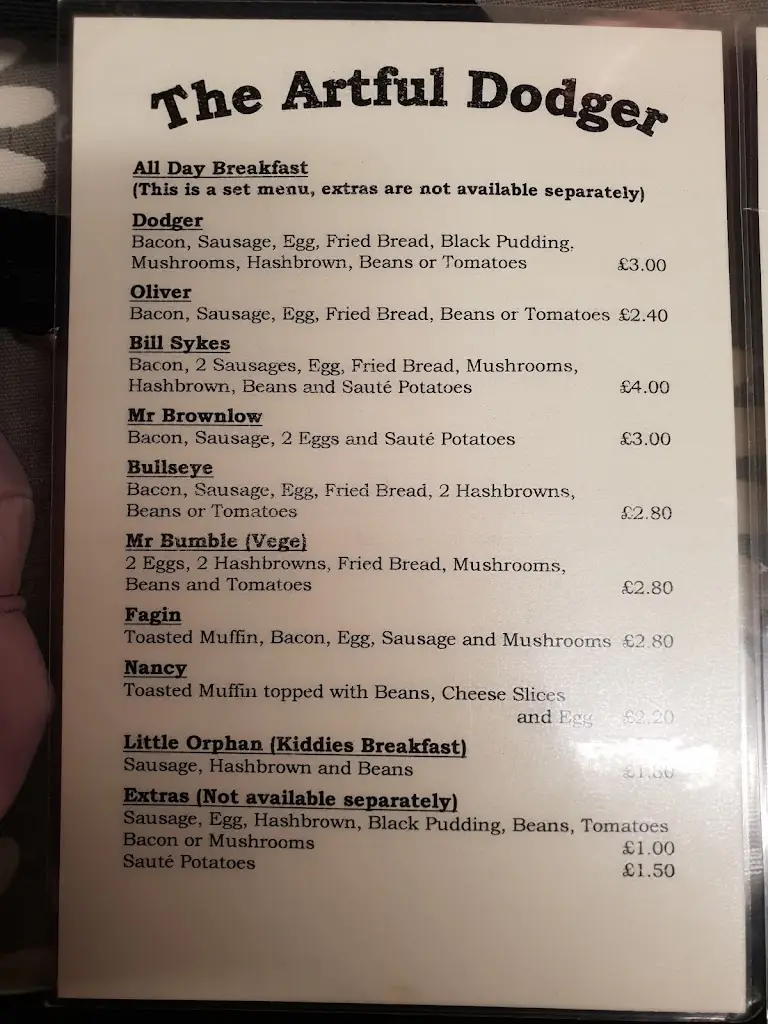 The Artful Dodger
All Day Breakfast
(This is a set menu, extras are not available separately)
Dodger
Bacon, Sausage, Egg, Fried Bread, Black Pudding.
Mushrooms, Hashbrown, Beans or Tomatoes £3.00
Oliver
Bacon, Sausage, Egg, Fried Bread, Beans or Tomatoes £2.40
Bill Sykes
Bacon, 2 Sausages, Egg, Fried Bread, Mushrooms,
Hashbrown, Beans and Sauté Potatoes £4.00
Mr Brownlow
Bacon, Sausage, 2 Eggs and Sauté Potatoes £3.00
Bullseye
Bacon, Sausage, Egg, Fried Bread, 2 Hashbrowns,
Beans or Tomatoes £2.80
Mr Bumble (Vege)
2 Eggs, 2 Hashbrowns, Fried Bread, Mushrooms,
Beans and Tomatoes £2.80
Fagin
Toasted Muffin, Bacon, Egg, Sausage and Mushrooms £2.80
Nancy
Toasted Muffin topped with Beans, Cheese Slices
and Egg £2.20
Little Orphan (Kiddies Breakfast)
Sausage, Hashbrown and Beans
Extras (Not available separately)
Sausage, Egg, Hashbrown, Black Pudding, Beans, Tomatoes
Bacon or Mushrooms £1.00
Sauté Potatoes £1.50